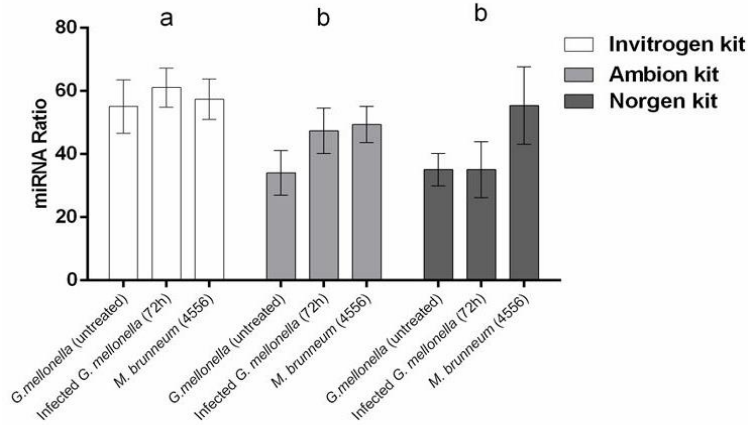 a
b
b
80
60
40
20
0
miRNA Ratio
Invitrogen kit
Ambion kit
Norgen kit
G.mellonella (untreated)
Infected G. mellonella (72h)
M. brunneum (4556)
G.mellonella (untreated)
Infected G. mellonella (72h)
M. brunneum (4556)
G.mellonella (untreated)
Infected G. mellonella (72h)
M. brunneum (4556)